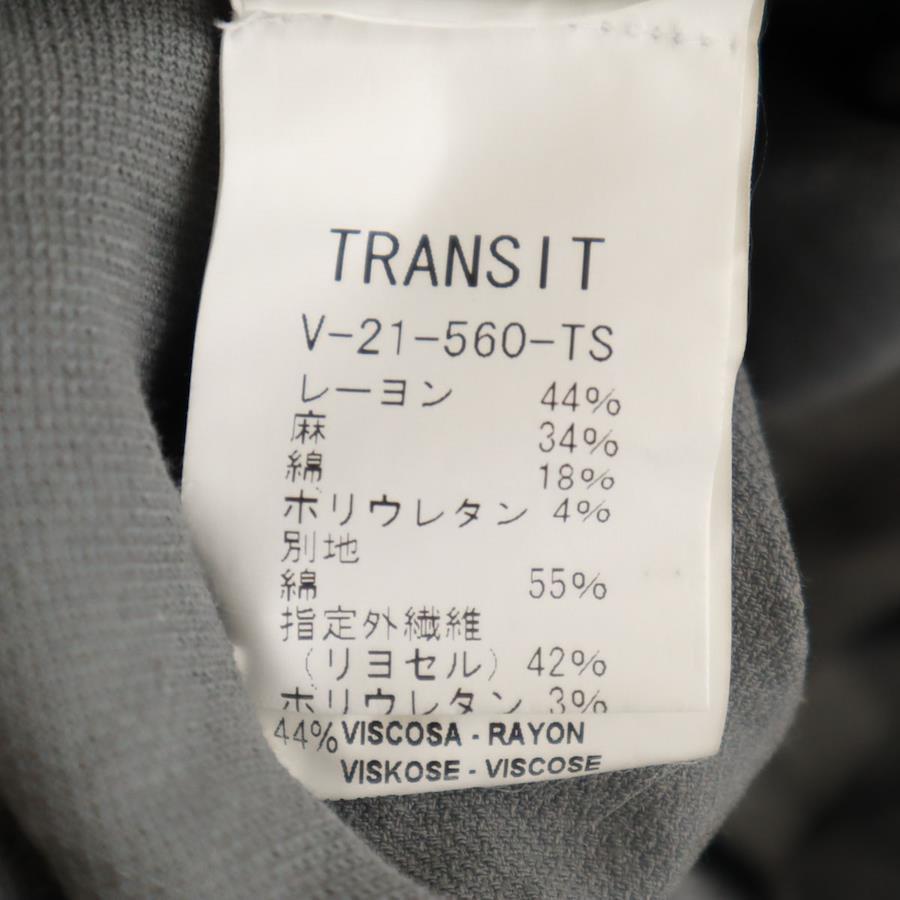 TRANSIT
V-21-560-TS
レーヨン 44%
麻 34%
綿 18%
ポリウレタン 4%
別地
綿 55%
指定外繊維
(リヨセル) 42%
ポリウレタン 3%
44% VISCOSA - RAYON
VISKOSE - VISCOSE